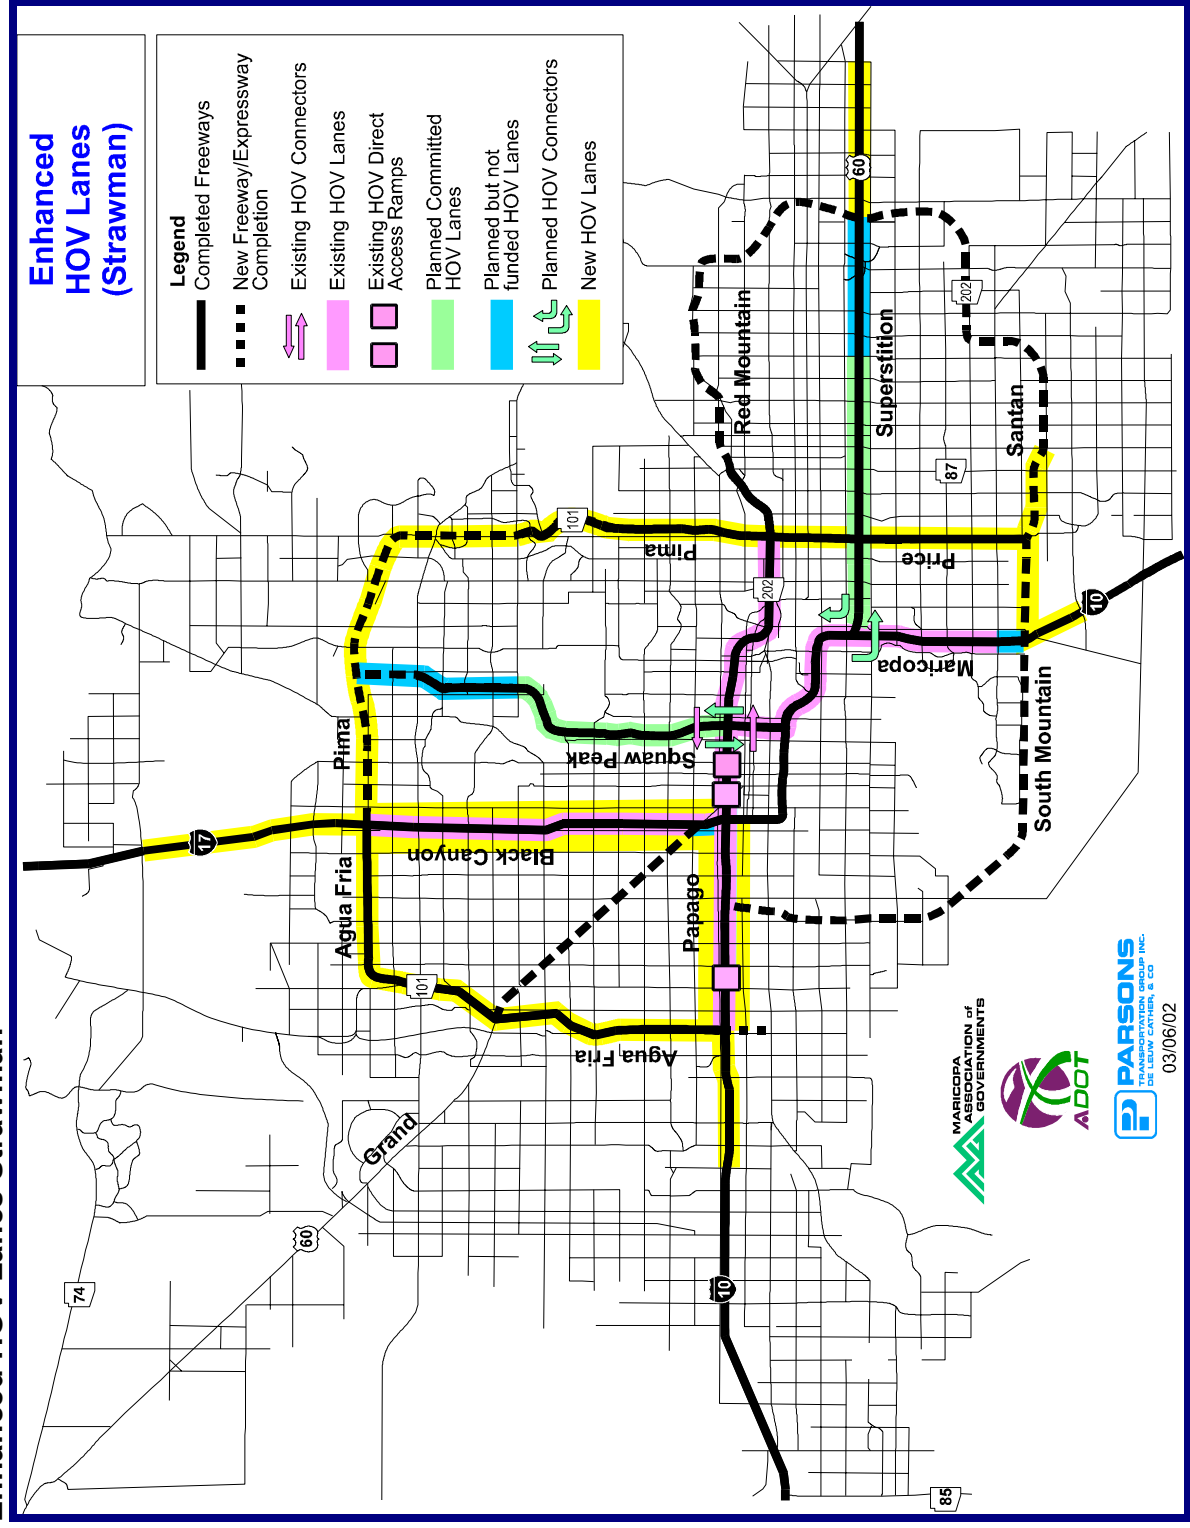 Enhanced
HOV Lanes
(Strawman)
Legend
Completed Freeways
New Freeway/Expressway
Completion
Existing HOV Connectors
Existing HOV Lanes
Existing HOV Direct
Access Ramps
Planned Committed
HOV Lanes
Planned but not
funded HOV Lanes
Planned HOV Connectors
New HOV Lanes
74
60
17
101
101
Grand
Agua Fria
Pima
Black Canyon
Agua Fria
Squaw Peak
Pima
Papago
Red Mountain
202
10
60
Superstition
Maricopa
Price
87
202
Santan
South Mountain
10
85
MARICOPA
ASSOCIATION of
GOVERNMENTS
ADOT
PARSONS
TRANSPORTATION GROUP INC.
DE LEUW CATHER, & CO
03/06/02